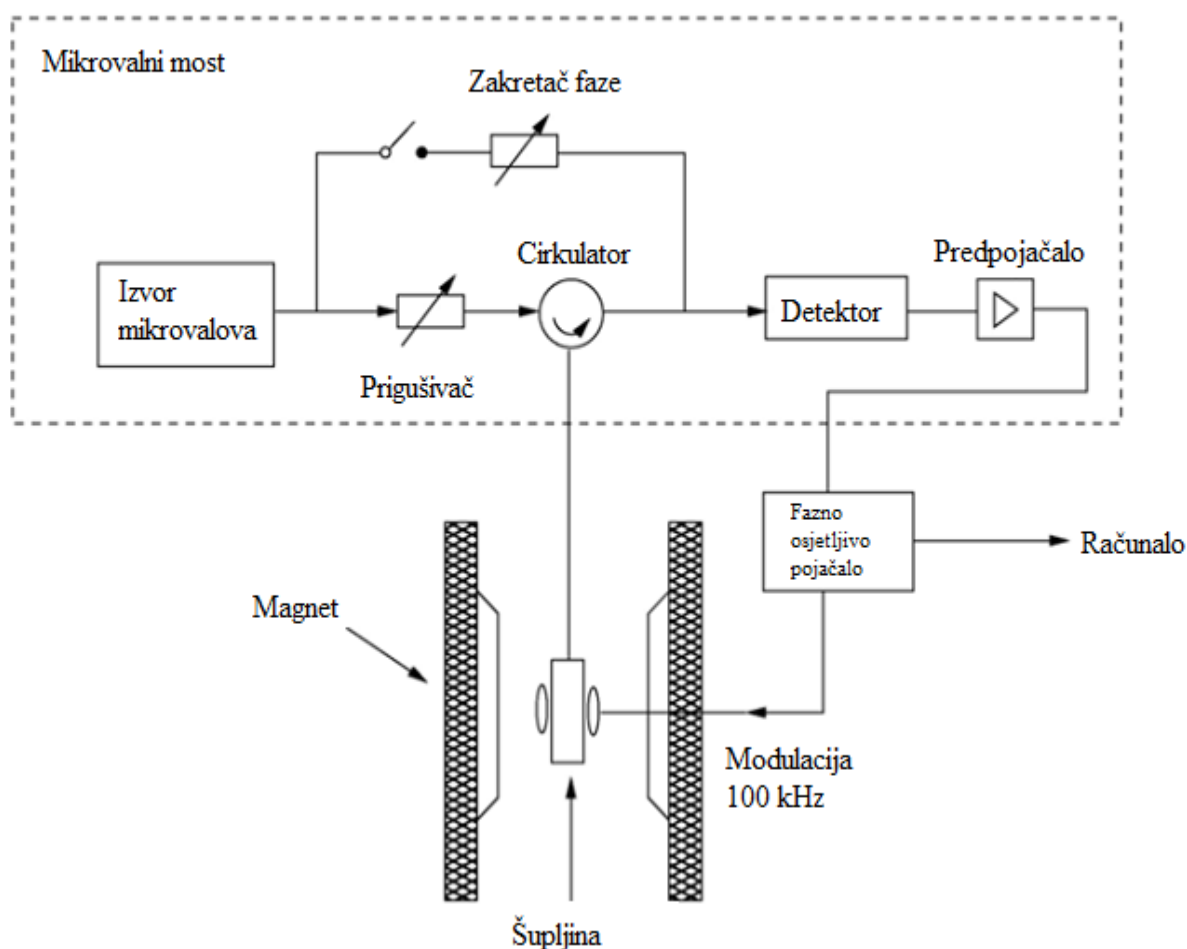 Mikrovalni most
Zakretač faze
Cirkulator
Predpojačalo
Izvor
mikrovalova
Detektor
Prigušivač
Fazno
osjetljivo
pojačalo
Računalo
Magnet
Modulacija
100 kHz
Šupljina